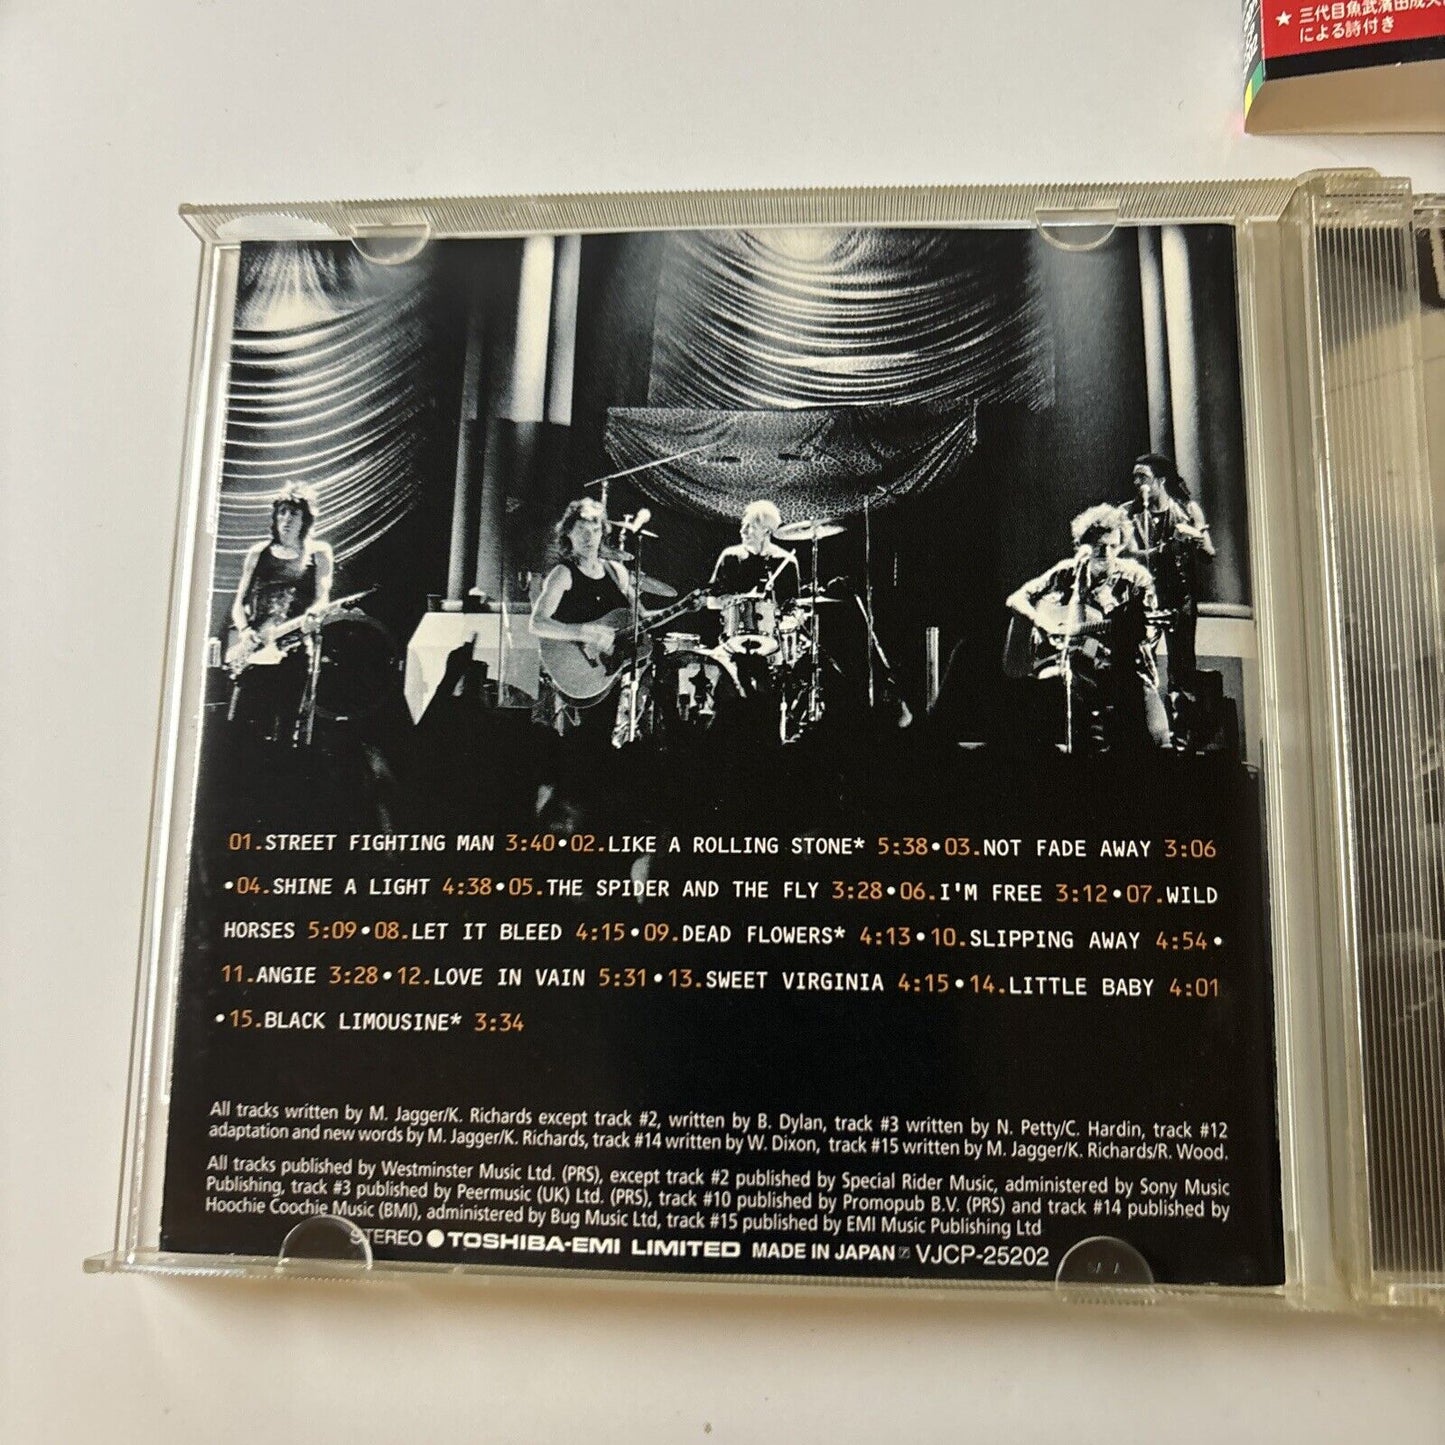 ★ 三代目魚武濱田成夫
による詩付き
01.STREET FIGHTING MAN 3:40•02.LIKE A ROLLING STONE* 5:38•03.NOT FADE AWAY 3:06
•04.SHINE A LIGHT 4:38•05.THE SPIDER AND THE FLY 3:28•06.I'M FREE 3:12•07.WILD
HORSES 5:09•08.LET IT BLEED 4:15•09.DEAD FLOWERS* 4:13•10.SLIPPING AWAY 4:54•
11.ANGIE 3:28•12.LOVE IN VAIN 5:31•13.SWEET VIRGINIA 4:15•14.LITTLE BABY 4:01
•15.BLACK LIMOUSINE* 3:34
All tracks written by M. Jagger/K. Richards except track #2, written by B. Dylan, track #3 written by N. Petty/C. Hardin, track #12
adaptation and new words by M. Jagger/K. Richards, track #14 written by W. Dixon, track #15 written by M. Jagger/K. Richards/R. Wood.
All tracks published by Westminster Music Ltd. (PRS), except track #2 published by Special Rider Music, administered by Sony Music
Publishing, track #3 published by Peermusic (UK) Ltd. (PRS), track #10 published by Promopub B.V. (PRS) and track #14 published by
Hoochie Coochie Music (BMI), administered by Bug Music Ltd, track #15 published by EMI Music Publishing Ltd
STEREO ●TOSHIBA-EMI LIMITED MADE IN JAPAN VJCP-25202